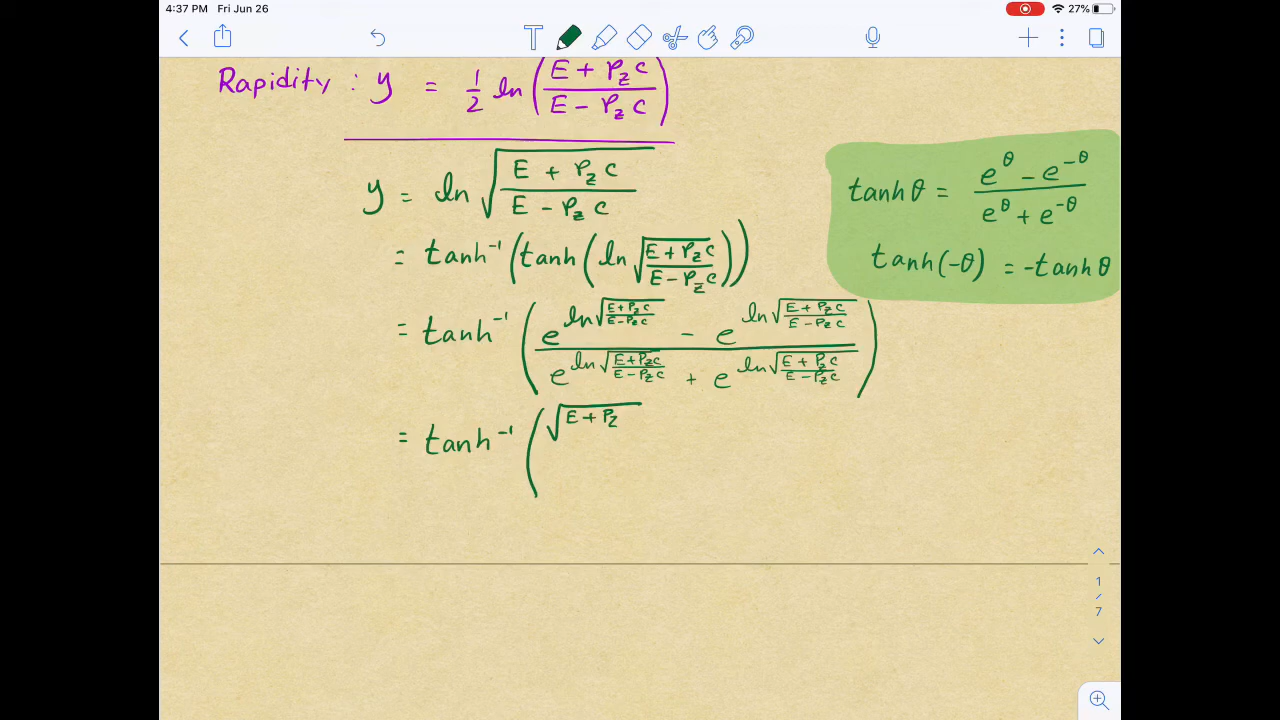 4:37 PM Fri Jun 26 27%
T
Rapidity : y = 1/2 ln((E + P_z c)/(E - P_z c))
y = ln √((E + P_z c)/(E - P_z c))
= tanh⁻¹(tanh(ln √((E + P_z c)/(E - P_z c))))
= tanh⁻¹((e^(ln √((E + P_z c)/(E - P_z c))) - e^(ln √((E + P_z c)/(E - P_z c))))/(e^(ln √((E + P_z c)/(E - P_z c))) + e^(ln √((E + P_z c)/(E - P_z c)))))
= tanh⁻¹(√(E + P_z
tanh θ = (e^θ - e^-θ)/(e^θ + e^-θ)
tanh(-θ) = -tanh θ
1
/
7